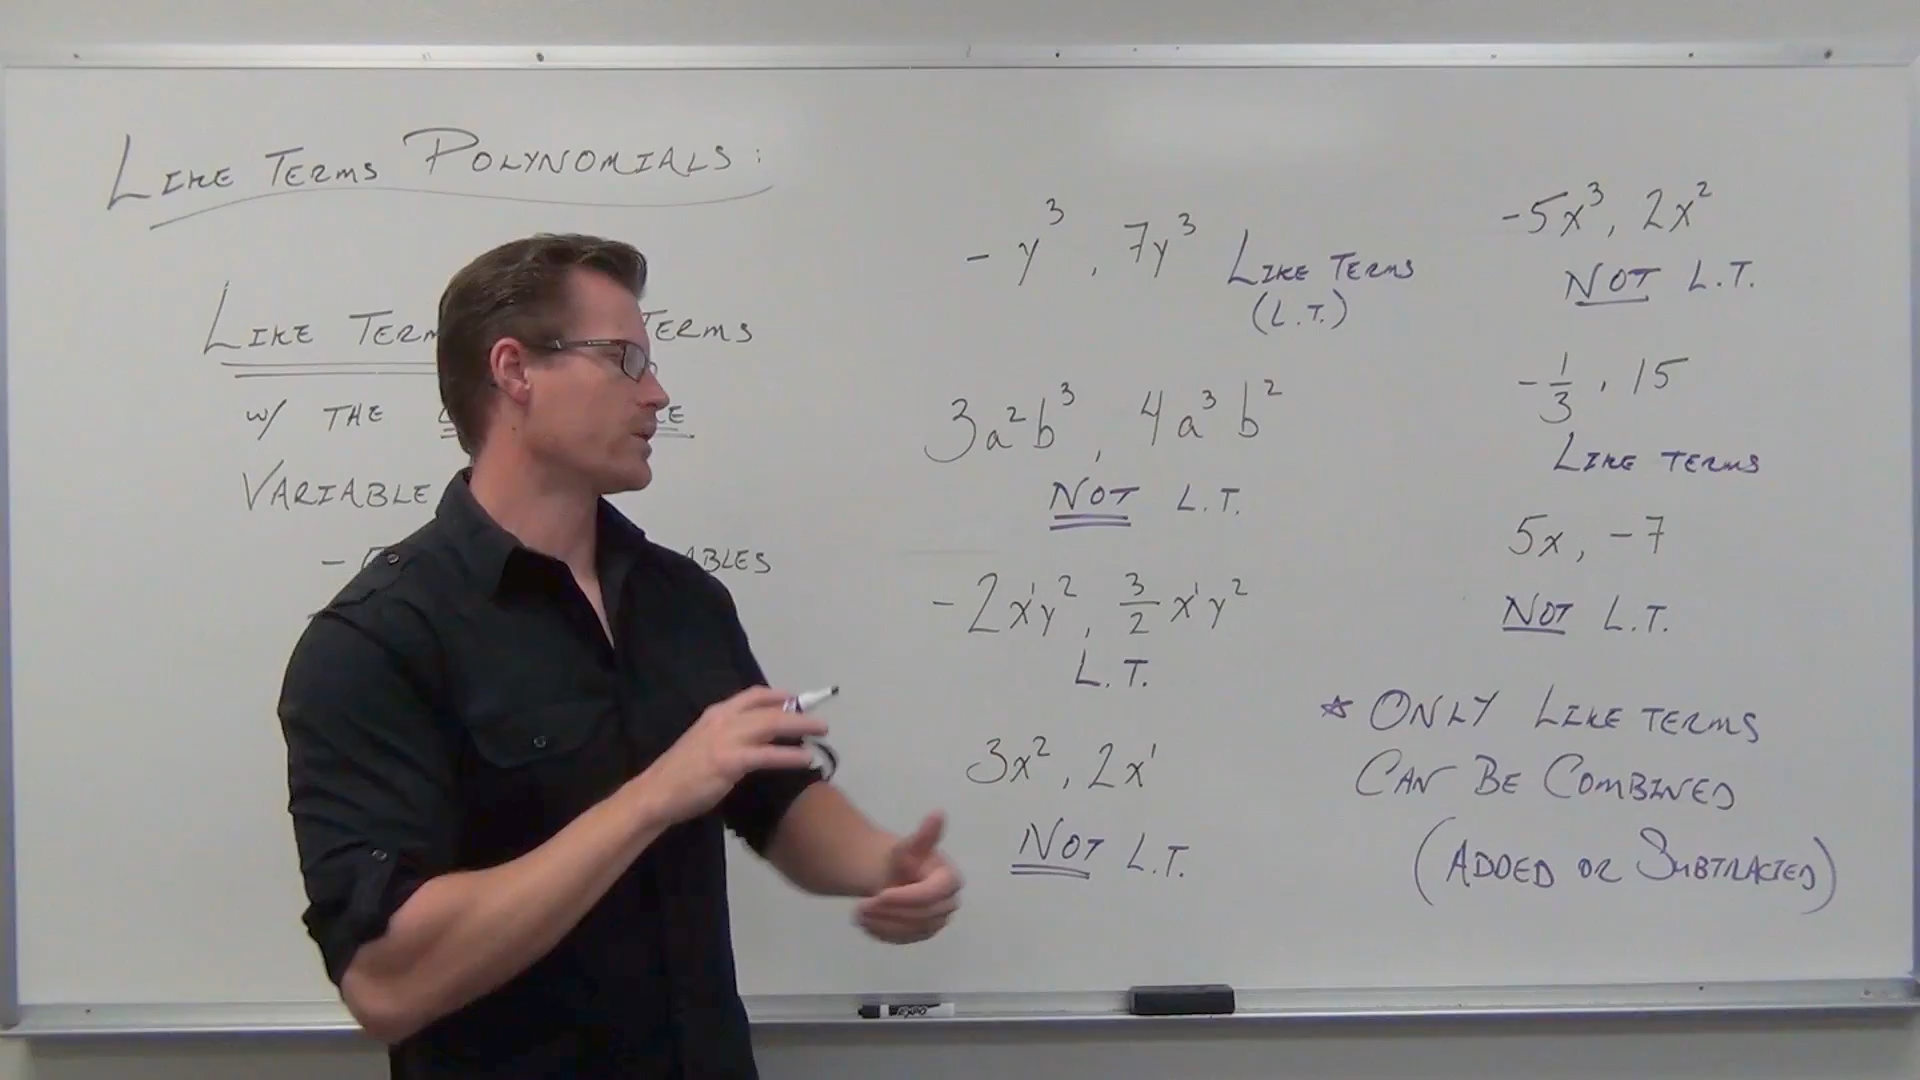 LIKE TERMS POLYNOMIALS:
LIKE TERMS
W/ THE
VARIABLE
-y³, 7y³ LIKE TERMS
(L.T.)
3a²b³, 4a³b²
NOT L.T.
-2x¹y², 3/2 x¹y²
L.T.
3x², 2x¹
NOT L.T.
-5x³, 2x²
NOT L.T.
-1/3, 15
LIKE TERMS
5x, -7
NOT L.T.
* ONLY LIKE TERMS
CAN BE COMBINED
(ADDED OR SUBTRACTED)
EXPO